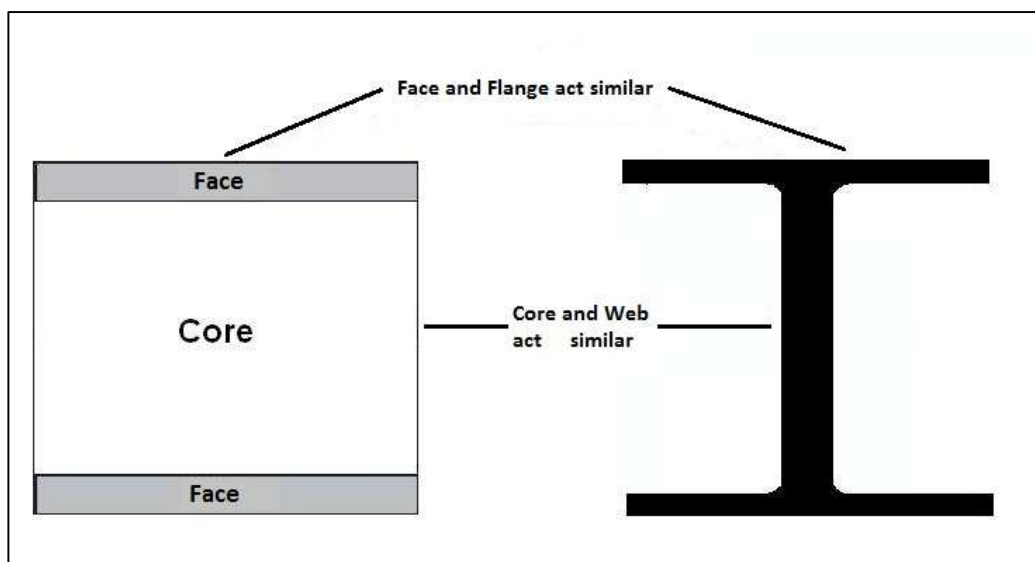 Face and Flange act similar
Face
Core
Core and Web
act similar
Face